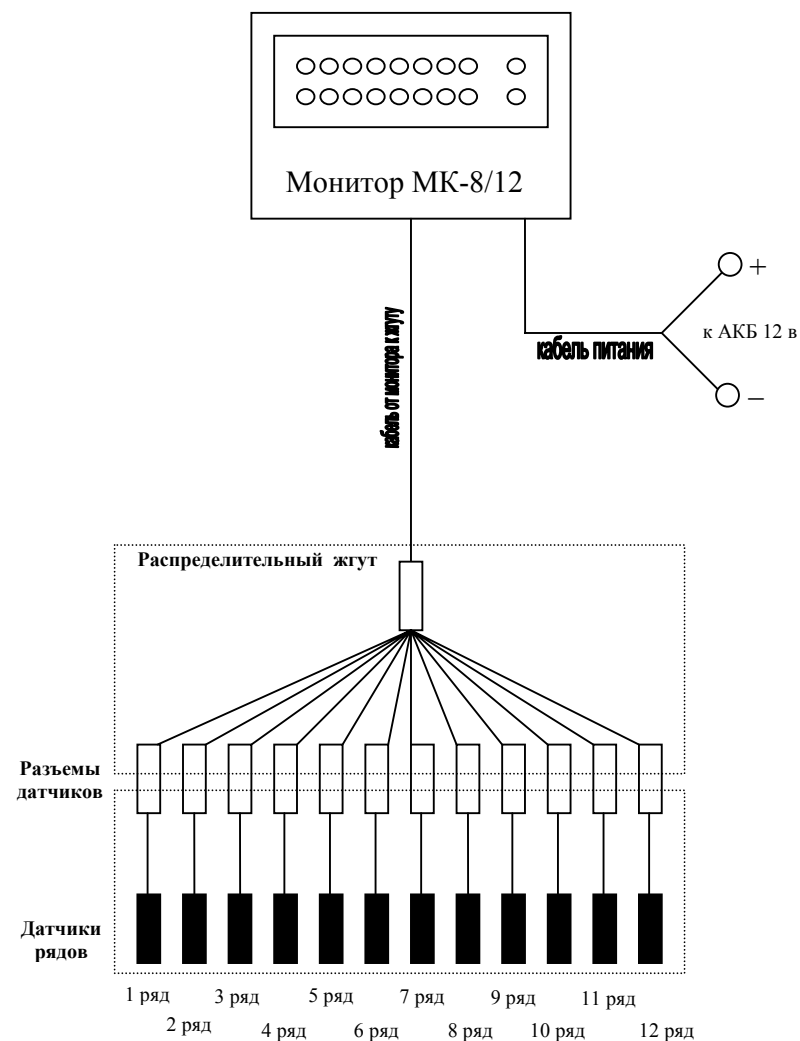 Монитор МК-8/12
+
к АКБ 12 в
кабель питания
–
кабель от монитора к жгуту
Распределительный жгут
Разъемы
датчиков
Датчики
рядов
1 ряд 3 ряд 5 ряд 7 ряд 9 ряд 11 ряд
2 ряд 4 ряд 6 ряд 8 ряд 10 ряд 12 ряд